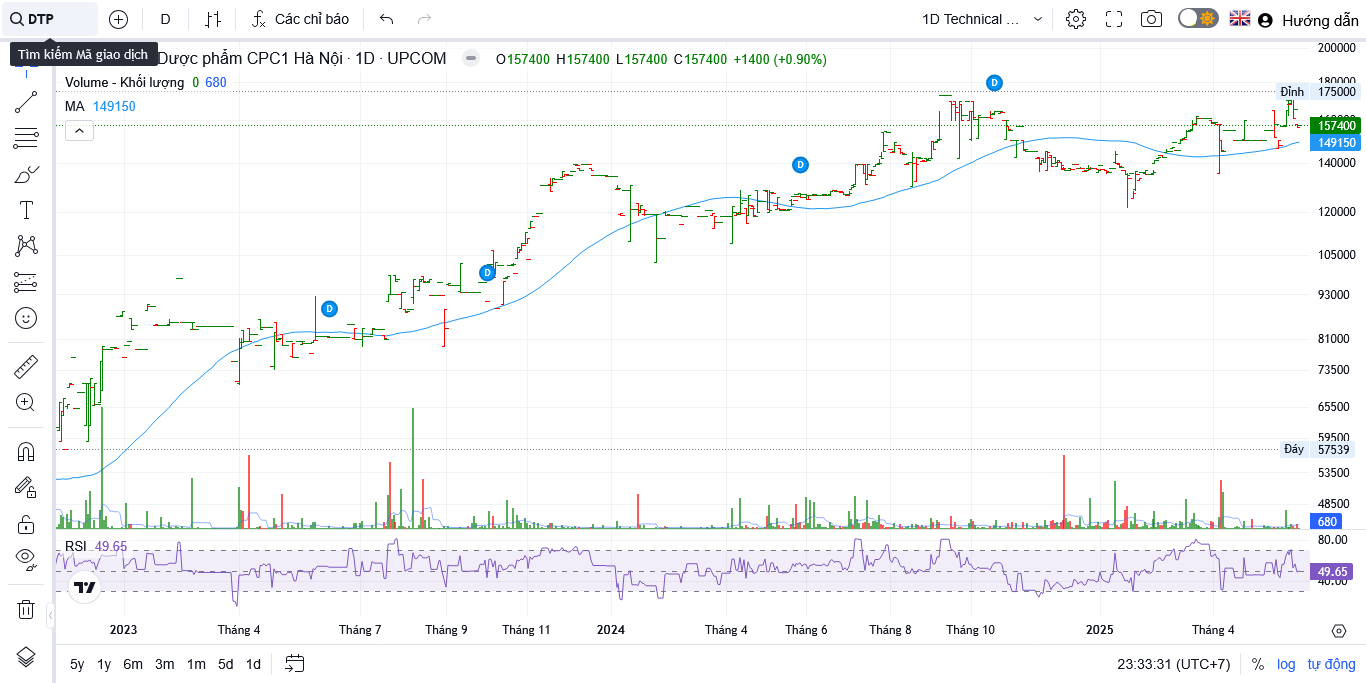 DTP
D
Các chỉ báo
1D Technical ...
Hướng dẫn
Tìm kiếm Mã giao dịch
Dược phẩm CPC1 Hà Nội · 1D · UPCOM
O157400 H157400 L157400 C157400 +1400 (+0.90%)
Volume - Khối lượng 0 680
MA 149150
D
D
D
D
200000
180000
Đỉnh 175000
157400
149150
140000
120000
105000
93000
81000
73500
65500
59500
Đáy 57539
53500
48500
680
RSI 49.65
80.00
49.65
40.00
2023 Tháng 4 Tháng 7 Tháng 9 Tháng 11 2024 Tháng 4 Tháng 6 Tháng 8 Tháng 10 2025 Tháng 4
5y 1y 6m 3m 1m 5d 1d
23:33:31 (UTC+7) % log tự động